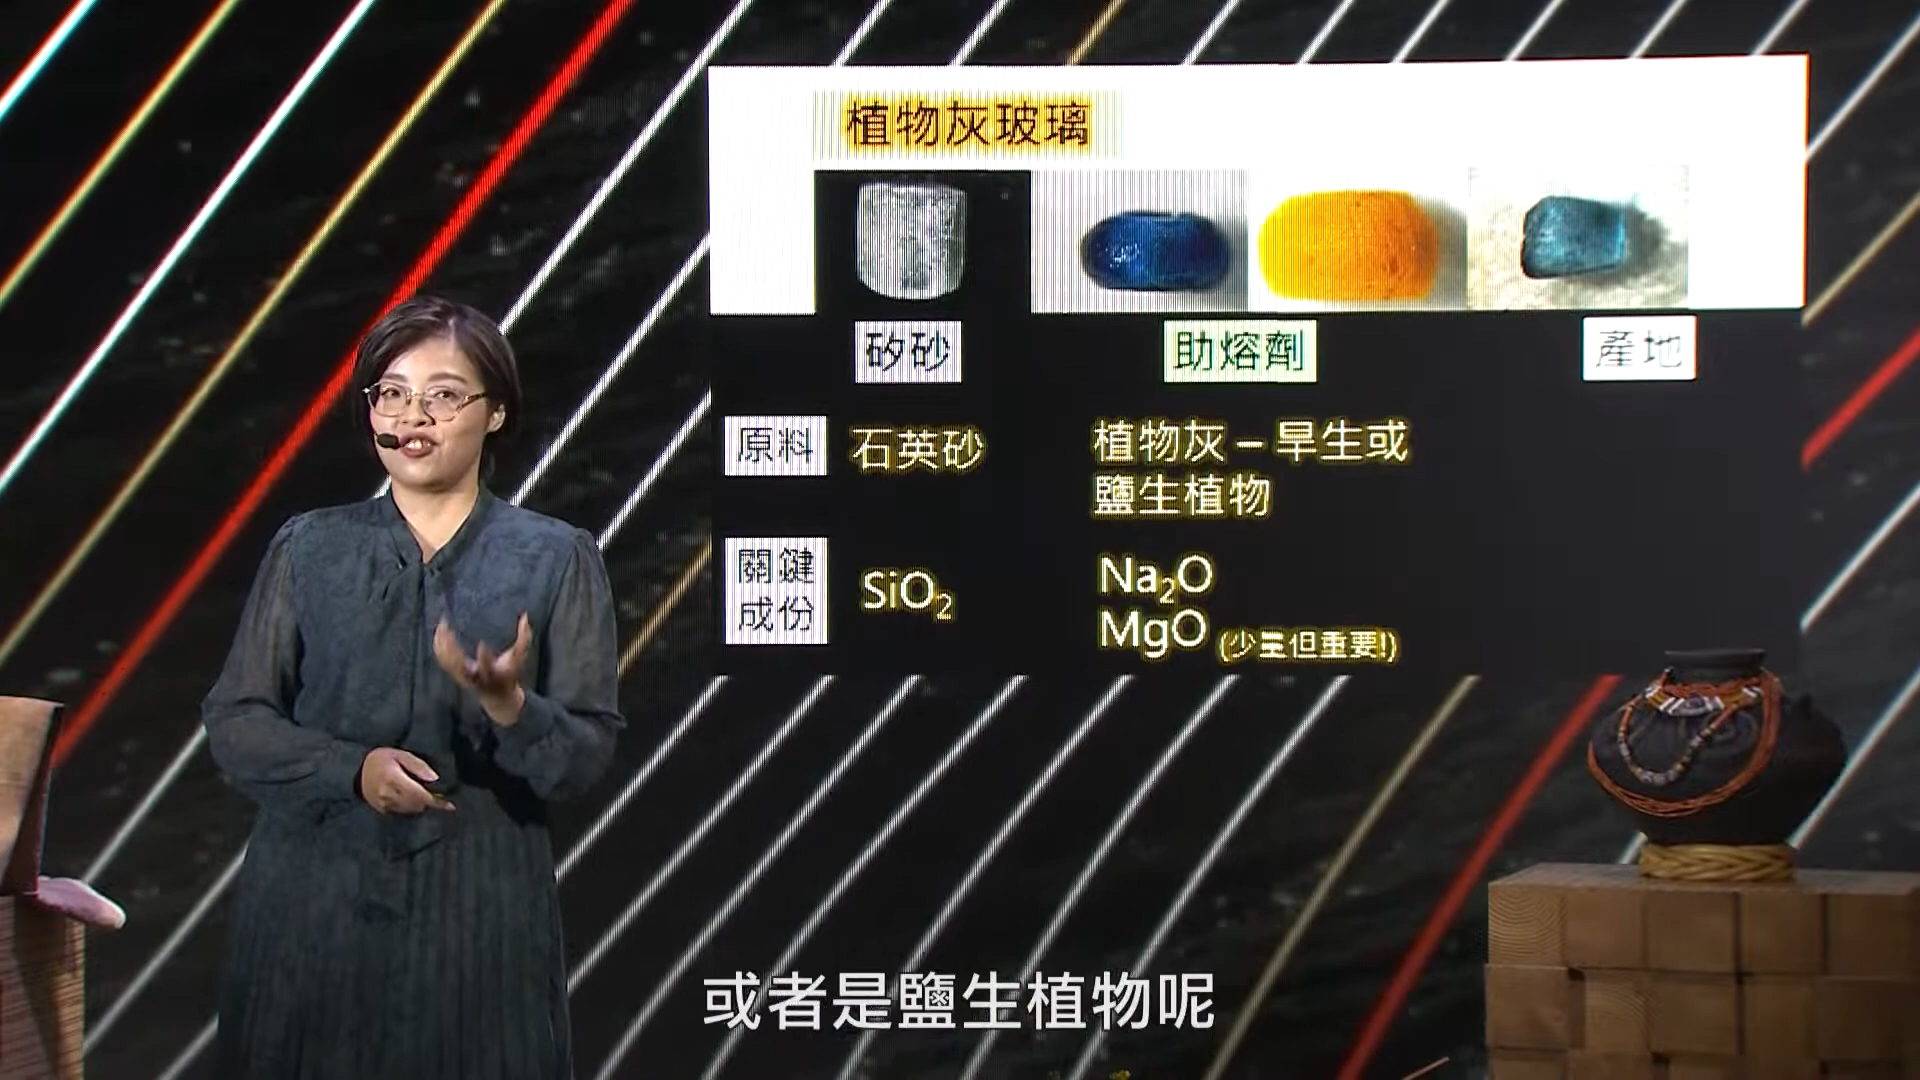 植物灰玻璃
矽砂
助熔劑
產地
原料
石英砂
植物灰–旱生或
鹽生植物
關鍵
成份
SiO₂
Na₂O
MgO (少量但重要!)
或者是鹽生植物呢